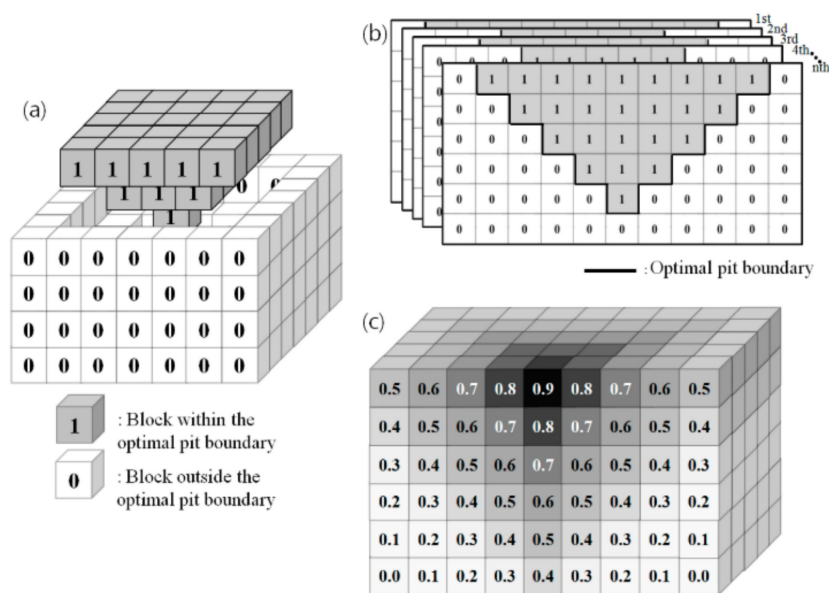 (a)
1 1 1 1 1
1 1 1 0 0
1
0 0 0 0 0 0 0
0 0 0 0 0 0 0
0 0 0 0 0 0 0
0 0 0 0 0 0 0
1 : Block within the
optimal pit boundary
0 : Block outside the
optimal pit boundary
(b)
1st
2nd
3rd
4th
nth
0 1 1 1 1 1 1 1 1 1 0
0 0 1 1 1 1 1 1 1 0 0
0 0 0 1 1 1 1 1 0 0 0
0 0 0 0 1 1 1 0 0 0 0
0 0 0 0 0 1 0 0 0 0 0
0 0 0 0 0 0 0 0 0 0 0
: Optimal pit boundary
(c)
0.5 0.6 0.7 0.8 0.9 0.8 0.7 0.6 0.5
0.4 0.5 0.6 0.7 0.8 0.7 0.6 0.5 0.4
0.3 0.4 0.5 0.6 0.7 0.6 0.5 0.4 0.3
0.2 0.3 0.4 0.5 0.6 0.5 0.4 0.3 0.2
0.1 0.2 0.3 0.4 0.5 0.4 0.3 0.2 0.1
0.0 0.1 0.2 0.3 0.4 0.3 0.2 0.1 0.0